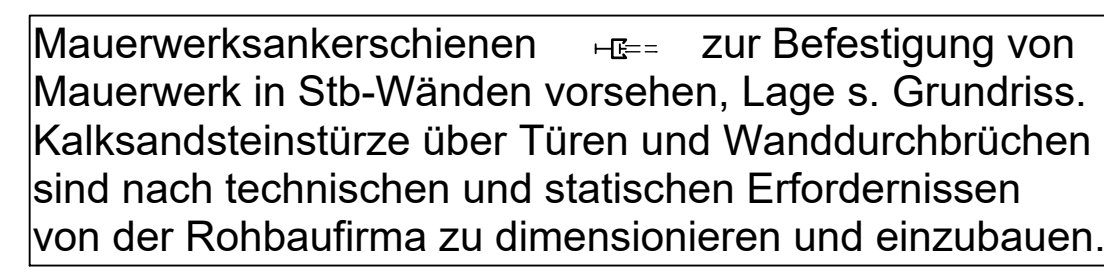 Mauerwerksankerschienen zur Befestigung von
Mauerwerk in Stb-Wänden vorsehen, Lage s. Grundriss.
Kalksandsteinstürze über Türen und Wanddurchbrüchen
sind nach technischen und statischen Erfordernissen
von der Rohbaufirma zu dimensionieren und einzubauen.